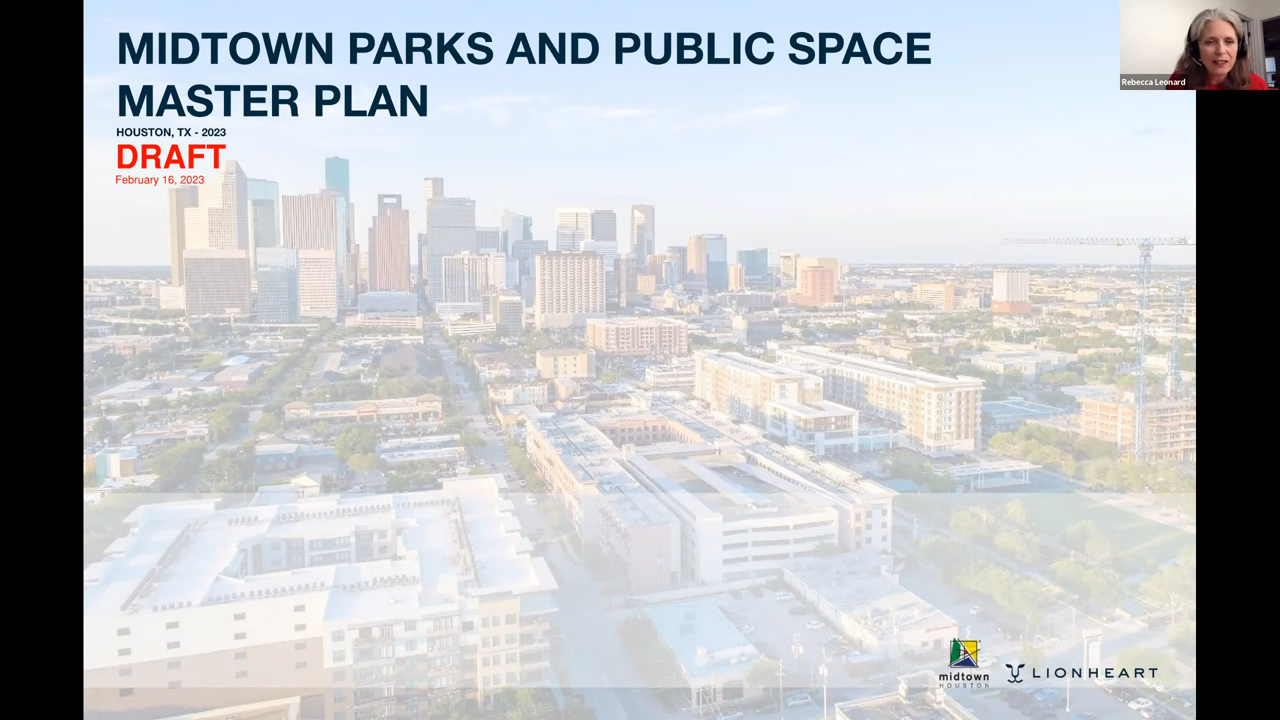 MIDTOWN PARKS AND PUBLIC SPACE
MASTER PLAN
HOUSTON, TX - 2023
DRAFT
February 16, 2023
Rebecca Leonard
midtown
HOUSTON
LIONHEART